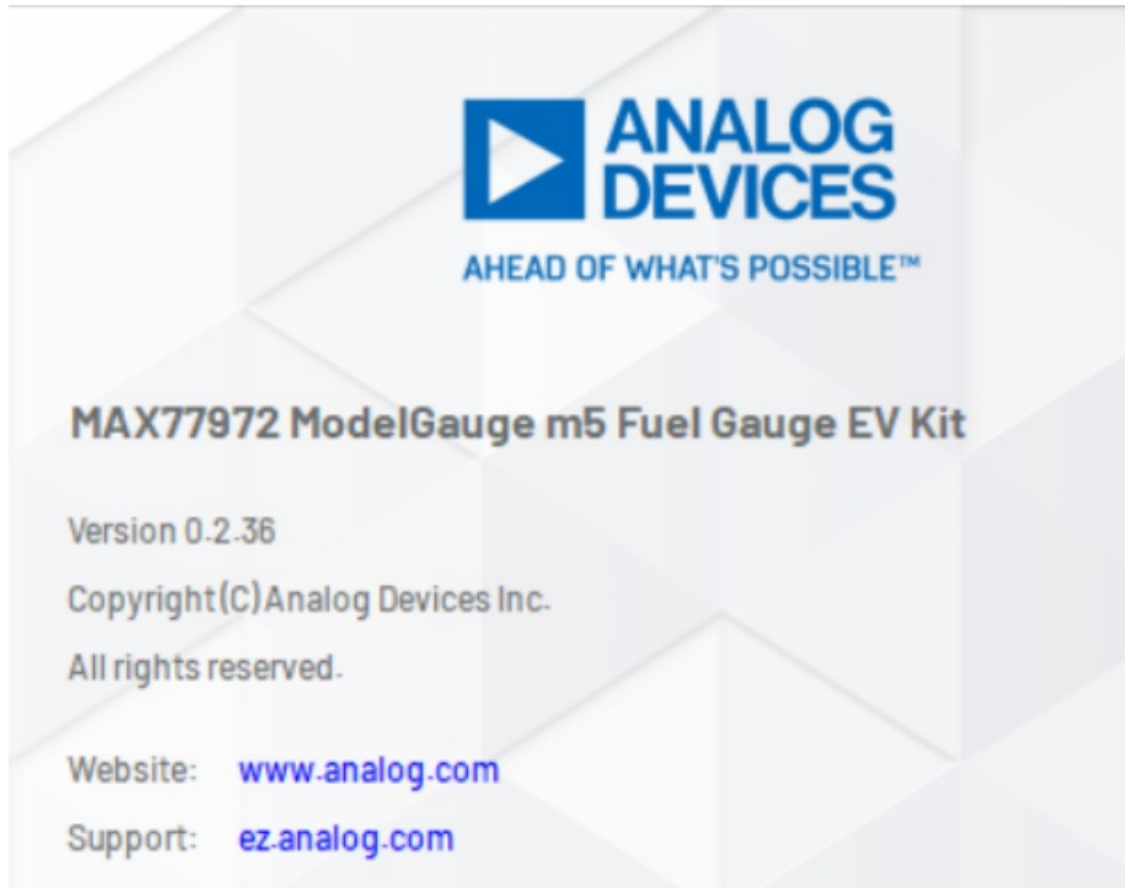 ANALOG
DEVICES
AHEAD OF WHAT'S POSSIBLE™
MAX77972 ModelGauge m5 Fuel Gauge EV Kit
Version 0.2.36
Copyright (C) Analog Devices Inc.
All rights reserved.
Website: www.analog.com
Support: ez.analog.com